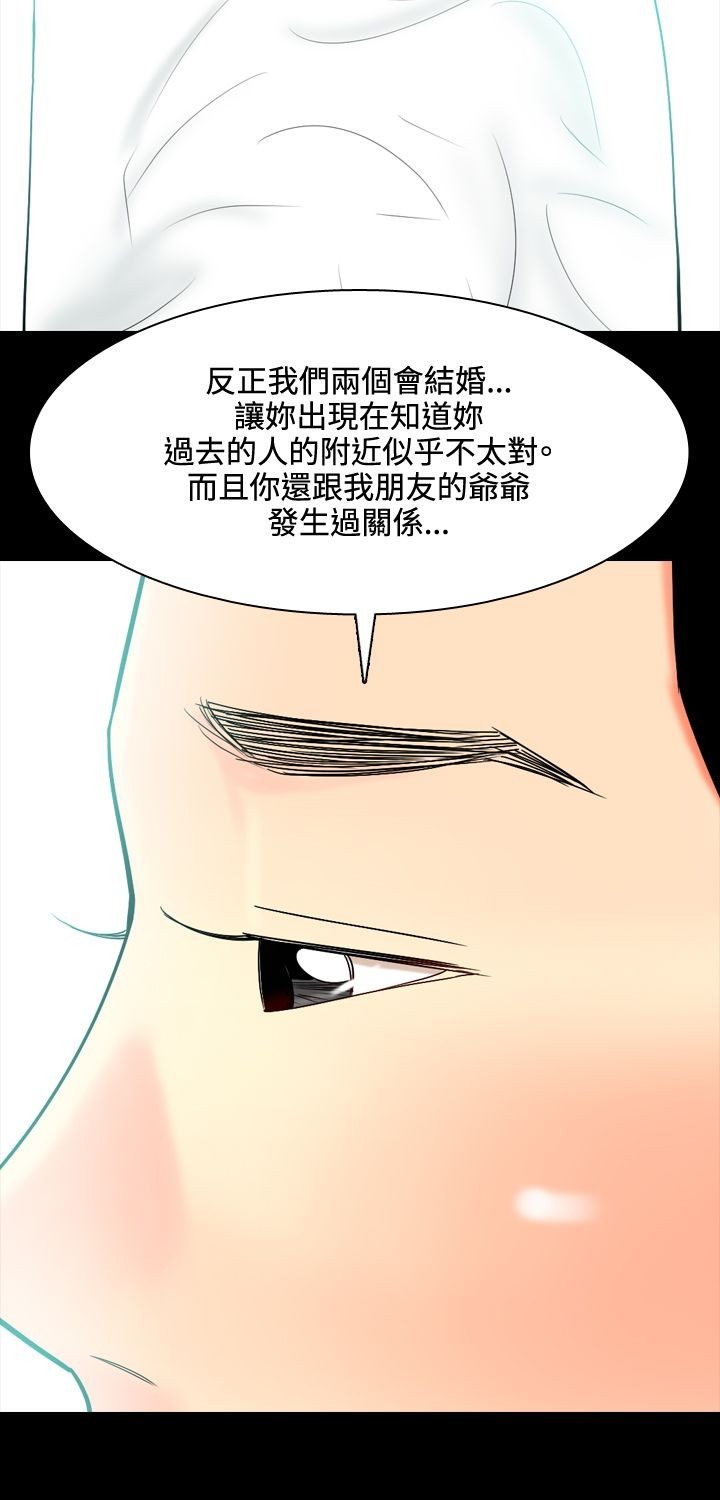 反正我們兩個會結婚...
讓妳出現在知道妳
過去的人的附近似乎不太對。
而且你還跟我朋友的爺爺
發生過關係...